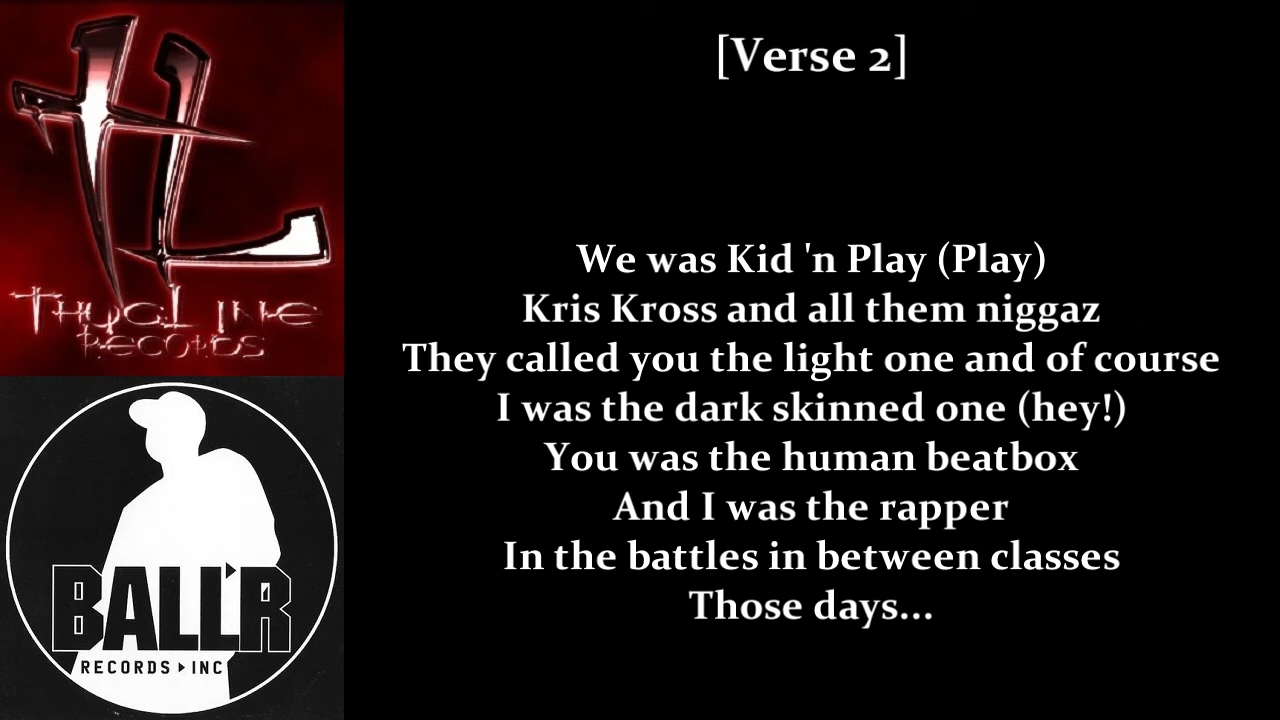 ThugLine
Records
BALL'R
RECORDS ▸ INC
[Verse 2]
We was Kid 'n Play (Play)
Kris Kross and all them niggaz
They called you the light one and of course
I was the dark skinned one (hey!)
You was the human beatbox
And I was the rapper
In the battles in between classes
Those days...